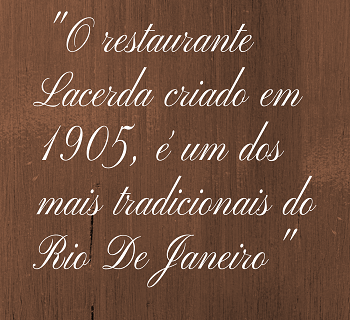 "O restaurante
Lacerda criado em
1905, é um dos
mais tradicionais do
Rio De Janeiro "